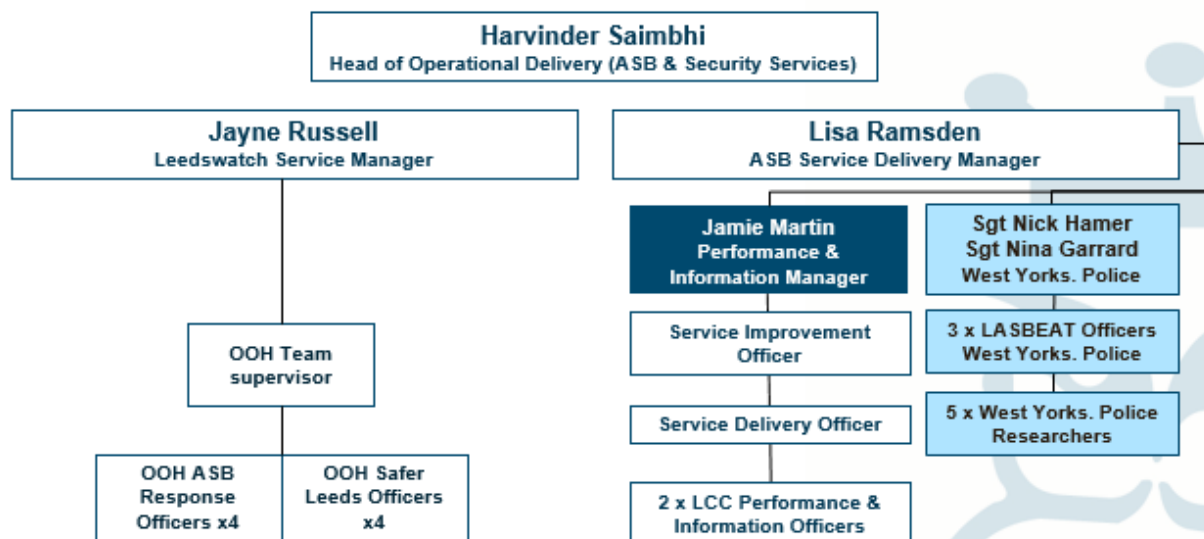 Harvinder Saimbhi
Head of Operational Delivery (ASB & Security Services)
Jayne Russell
Leedswatch Service Manager
Lisa Ramsden
ASB Service Delivery Manager
Jamie Martin
Performance &
Information Manager
Sgt Nick Hamer
Sgt Nina Garrard
West Yorks. Police
OOH Team
supervisor
Service Improvement
Officer
3 x LASBEAT Officers
West Yorks. Police
Service Delivery Officer
5 x West Yorks. Police
Researchers
OOH ASB
Response
Officers x4
OOH Safer
Leeds Officers
x4
2 x LCC Performance &
Information Officers